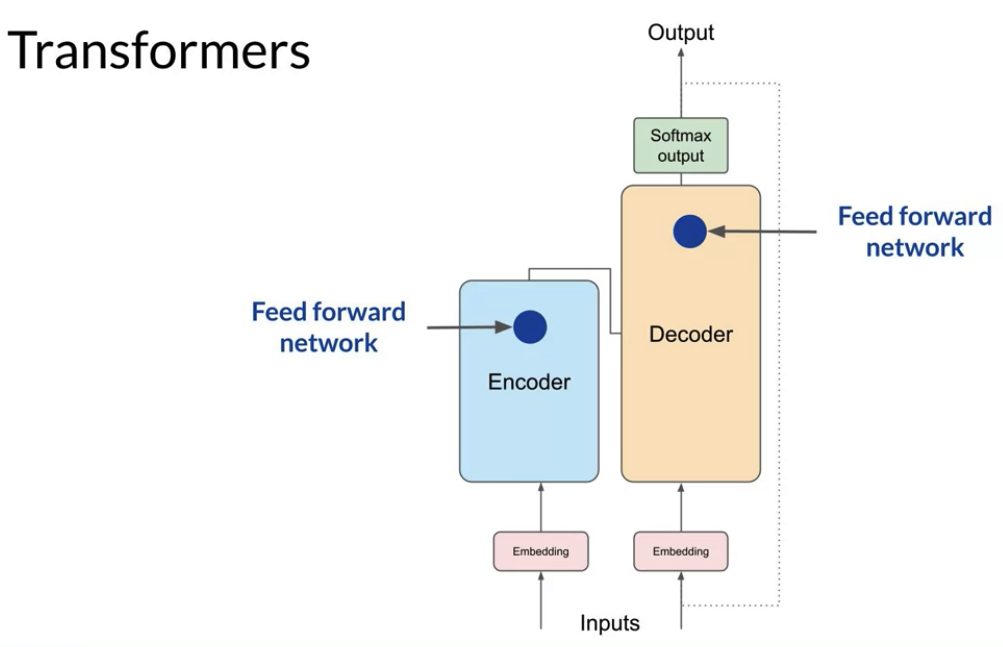 Transformers
Output
Softmax
output
Feed forward
network
Feed forward
network
Decoder
Encoder
Embedding
Embedding
Inputs